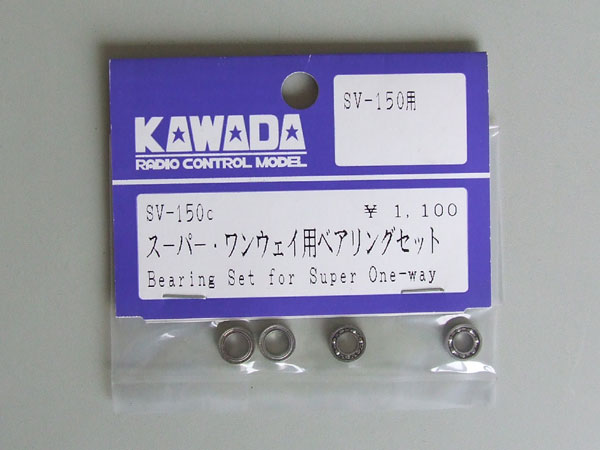 SV-150用
KAWADA
RADIO CONTROL MODEL
SV-150c ¥ 1,100
スーパー・ワンウェイ用ベアリングセット
Bearing Set for Super One-way